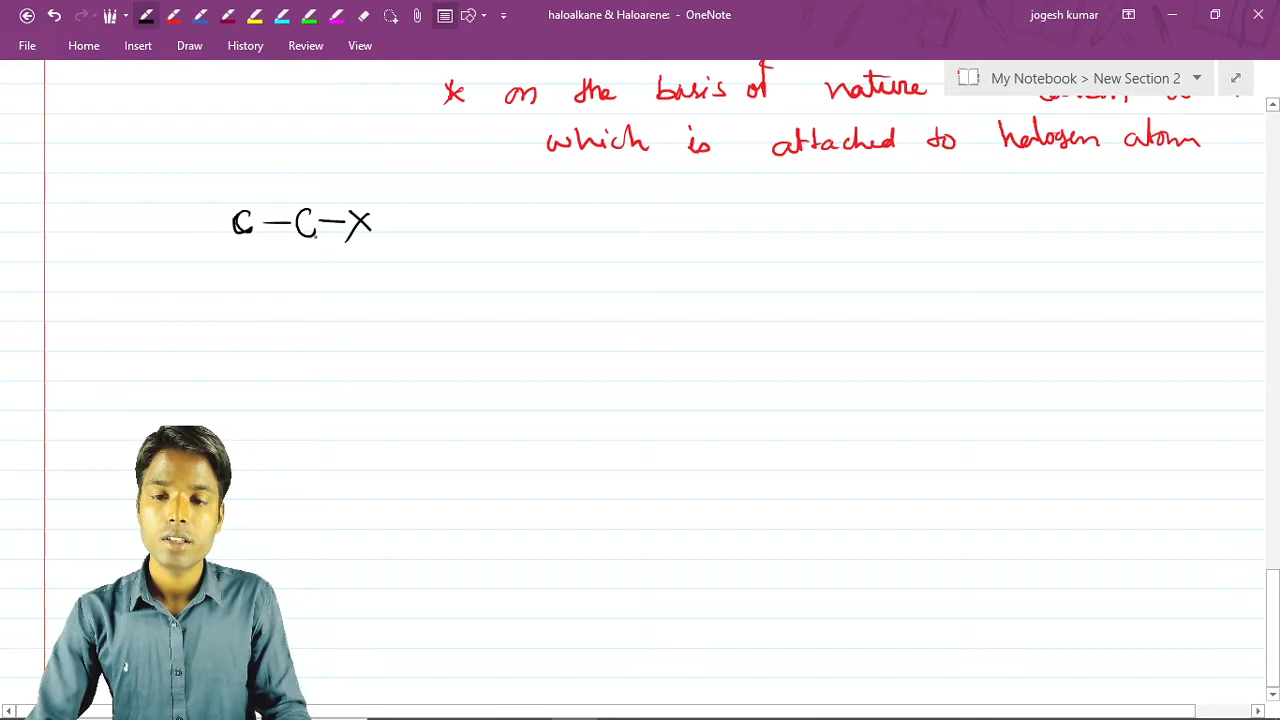 haloalkane & Haloarene: - OneNote
jogesh kumar
File Home Insert Draw History Review View
My Notebook > New Section 2
* on the basis of nature
which is attached to halogen atom
C - C - X